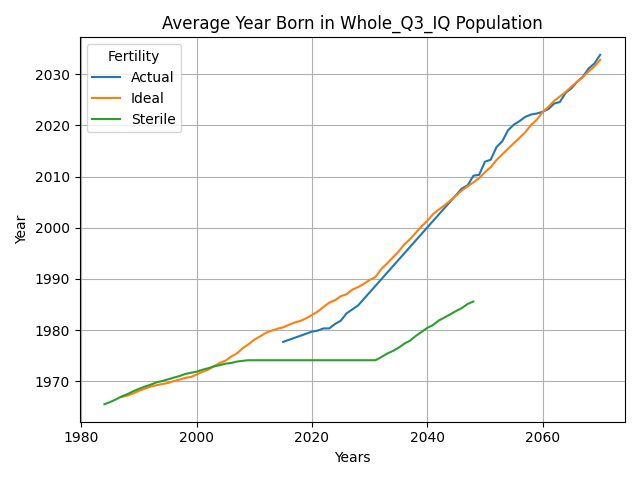 Average Year Born in Whole_Q3_IQ Population
Fertility
Actual
Ideal
Sterile
2030
2020
2010
2000
1990
1980
1970
Year
1980
2000
2020
2040
2060
Years